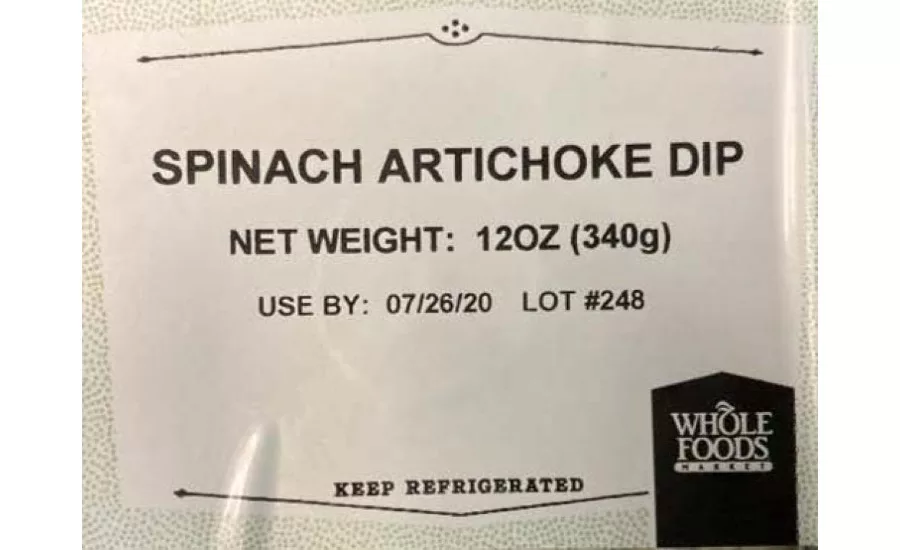 SPINACH ARTICHOKE DIP
NET WEIGHT: 12OZ (340g)
USE BY: 07/26/20 LOT #248
WHOLE
FOODS
MARKET
KEEP REFRIGERATED